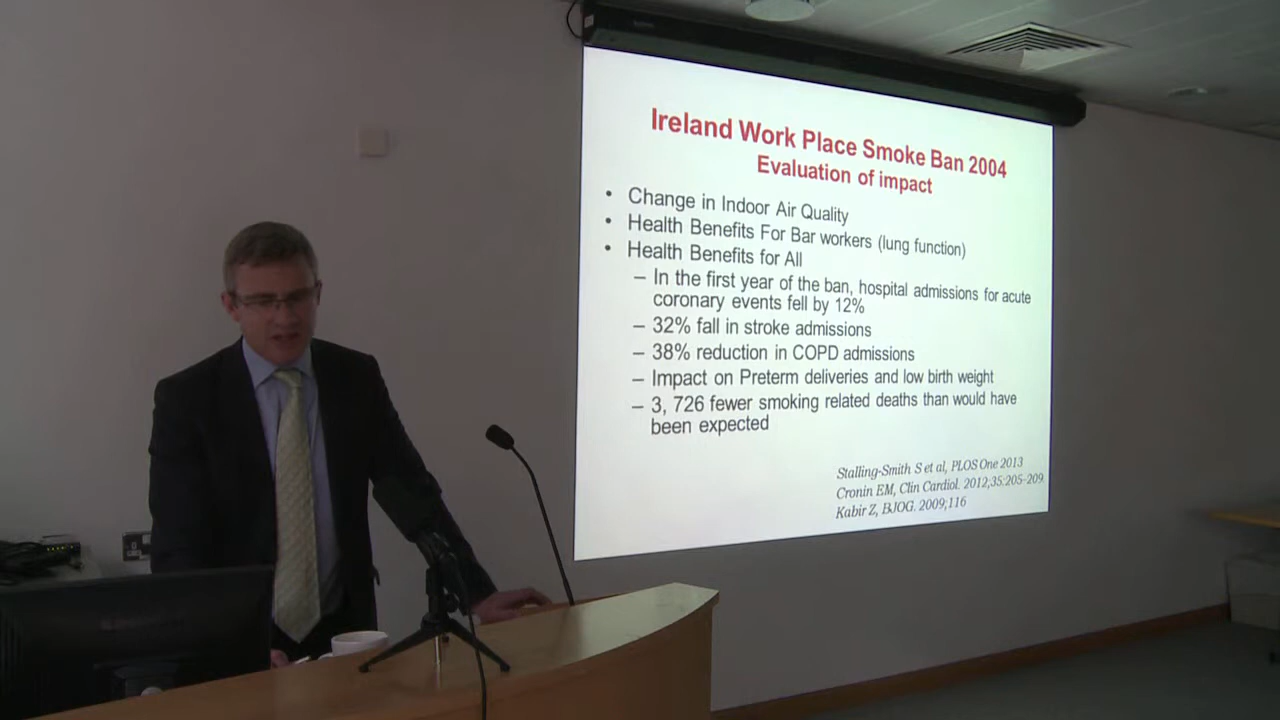 Ireland Work Place Smoke Ban 2004
Evaluation of impact
• Change in Indoor Air Quality
• Health Benefits For Bar workers (lung function)
• Health Benefits for All
– In the first year of the ban, hospital admissions for acute
coronary events fell by 12%
– 32% fall in stroke admissions
– 38% reduction in COPD admissions
– Impact on Preterm deliveries and low birth weight
– 3, 726 fewer smoking related deaths than would have
been expected
Stalling-Smith S et al, PLOS One 2013
Cronin EM, Clin Cardiol. 2012;35:205-209
Kabir Z, BJOG. 2009;116